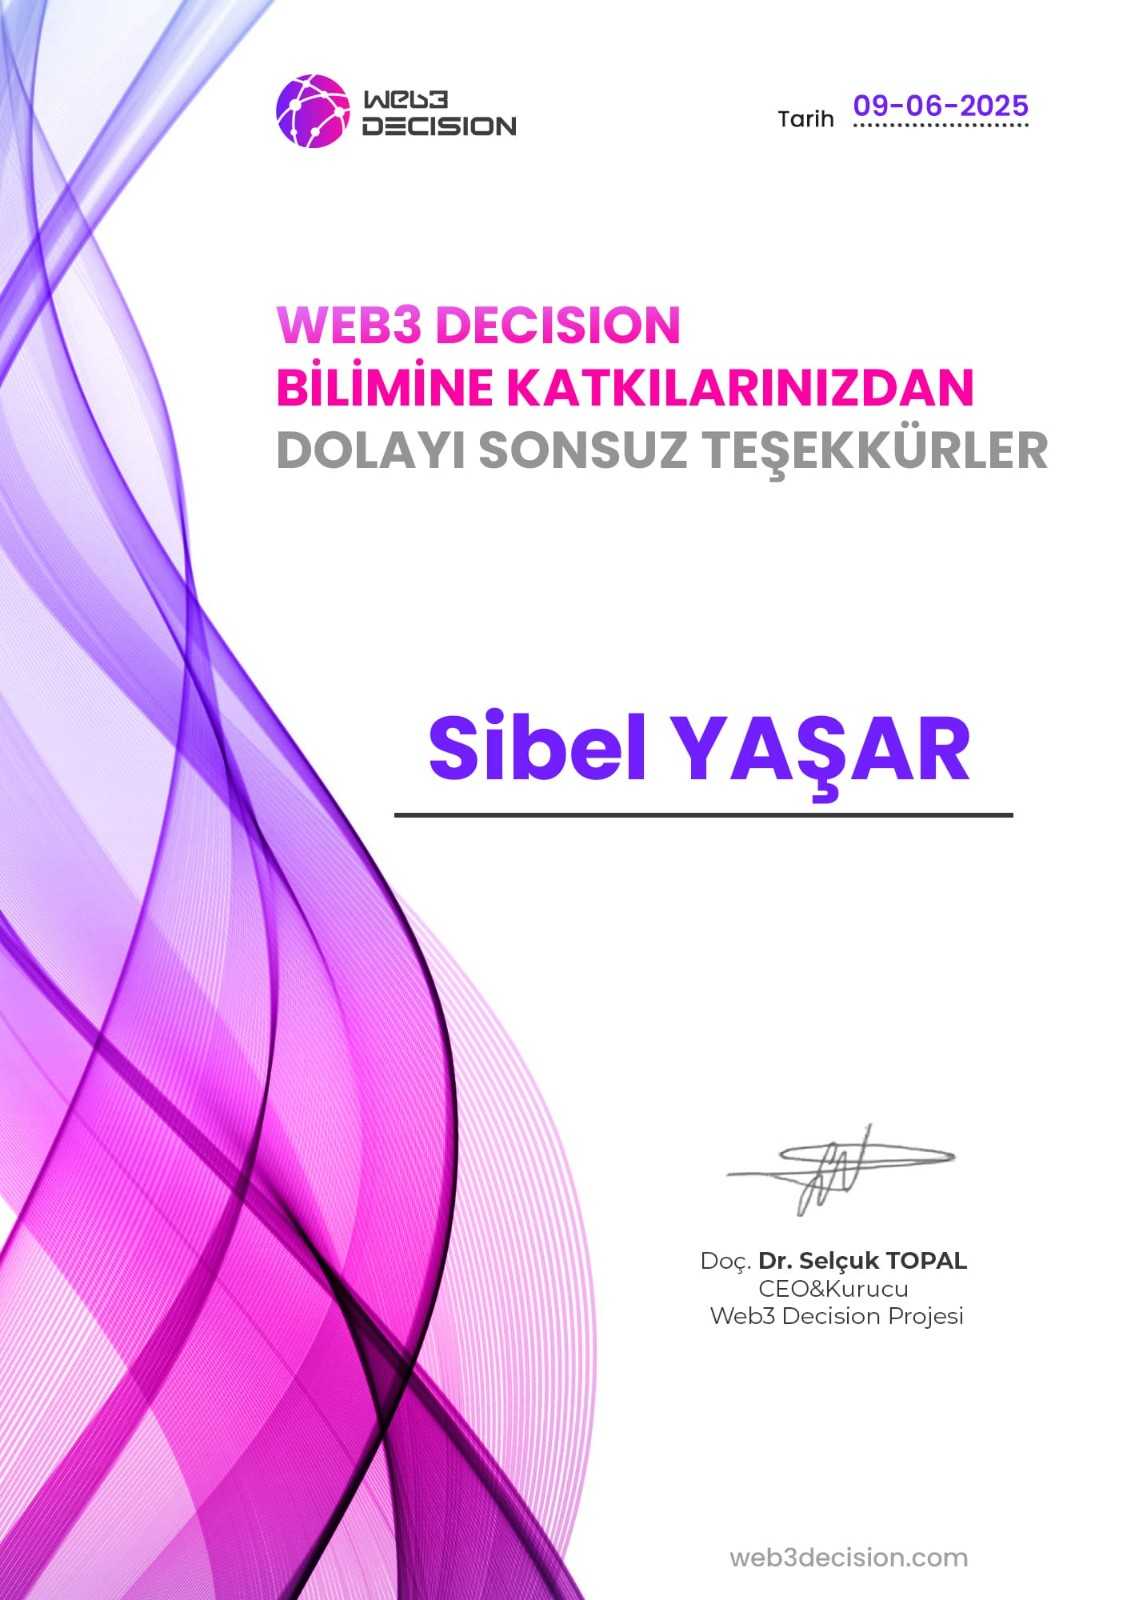 Web3
DECISION
Tarih 09-06-2025
WEB3 DECISION
BİLİMİNE KATKILARINIZDAN
DOLAYI SONSUZ TEŞEKKÜRLER
Sibel YAŞAR
Doç. Dr. Selçuk TOPAL
CEO&Kurucu
Web3 Decision Projesi
web3decision.com